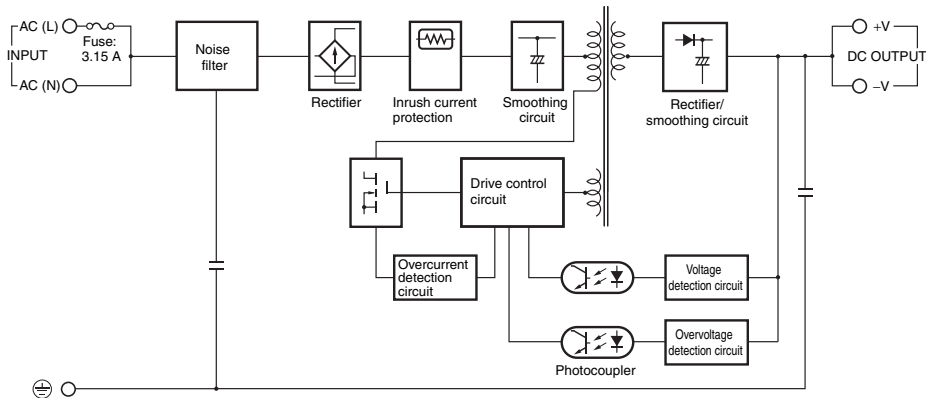 AC (L)
Fuse:
3.15 A
INPUT
AC (N)
Noise
filter
Rectifier
Inrush current
protection
Smoothing
circuit
Rectifier/
smoothing circuit
+V
DC OUTPUT
–V
Drive control
circuit
Overcurrent
detection
circuit
Voltage
detection circuit
Overvoltage
detection circuit
Photocoupler